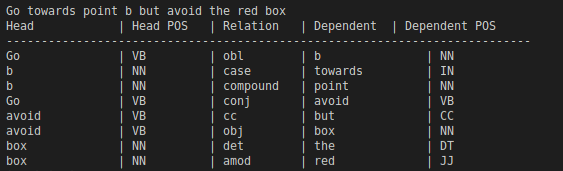 Go towards point b but avoid the red box
Head | Head POS | Relation | Dependent | Dependent POS
--------------------------------------------------------------------------------
Go | VB | obl | b | NN
b | NN | case | towards | IN
b | NN | compound | point | NN
Go | VB | conj | avoid | VB
avoid | VB | cc | but | CC
avoid | VB | obj | box | NN
box | NN | det | the | DT
box | NN | amod | red | JJ